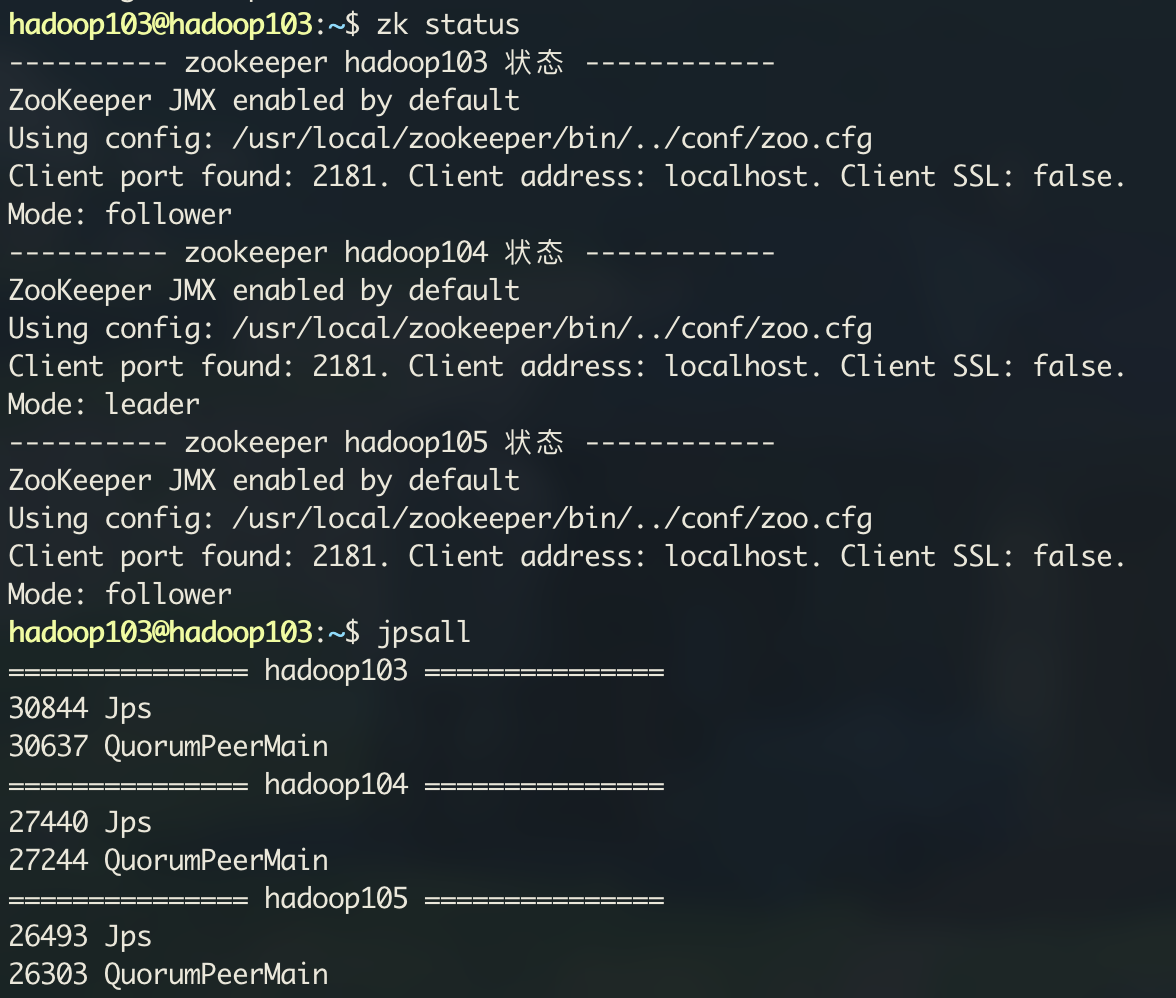 hadoop103@hadoop103:~$ zk status
---------- zookeeper hadoop103 状态 ------------
ZooKeeper JMX enabled by default
Using config: /usr/local/zookeeper/bin/../conf/zoo.cfg
Client port found: 2181. Client address: localhost. Client SSL: false.
Mode: follower
---------- zookeeper hadoop104 状态 ------------
ZooKeeper JMX enabled by default
Using config: /usr/local/zookeeper/bin/../conf/zoo.cfg
Client port found: 2181. Client address: localhost. Client SSL: false.
Mode: leader
---------- zookeeper hadoop105 状态 ------------
ZooKeeper JMX enabled by default
Using config: /usr/local/zookeeper/bin/../conf/zoo.cfg
Client port found: 2181. Client address: localhost. Client SSL: false.
Mode: follower
hadoop103@hadoop103:~$ jpsall
=============== hadoop103 ===============
30844 Jps
30637 QuorumPeerMain
=============== hadoop104 ===============
27440 Jps
27244 QuorumPeerMain
=============== hadoop105 ===============
26493 Jps
26303 QuorumPeerMain